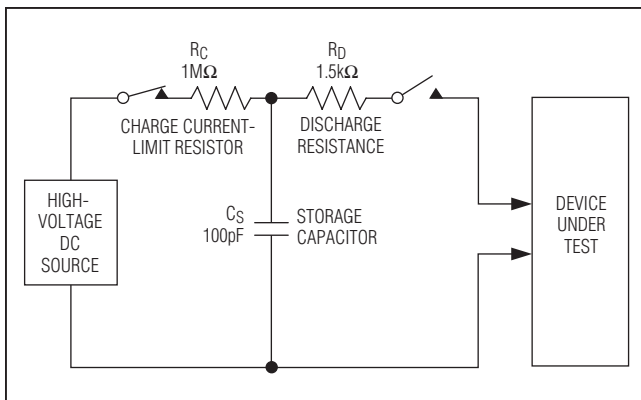 RC
1MΩ
CHARGE CURRENT-
LIMIT RESISTOR
RD
1.5kΩ
DISCHARGE
RESISTANCE
HIGH-
VOLTAGE
DC
SOURCE
CS
100pF
STORAGE
CAPACITOR
DEVICE
UNDER
TEST